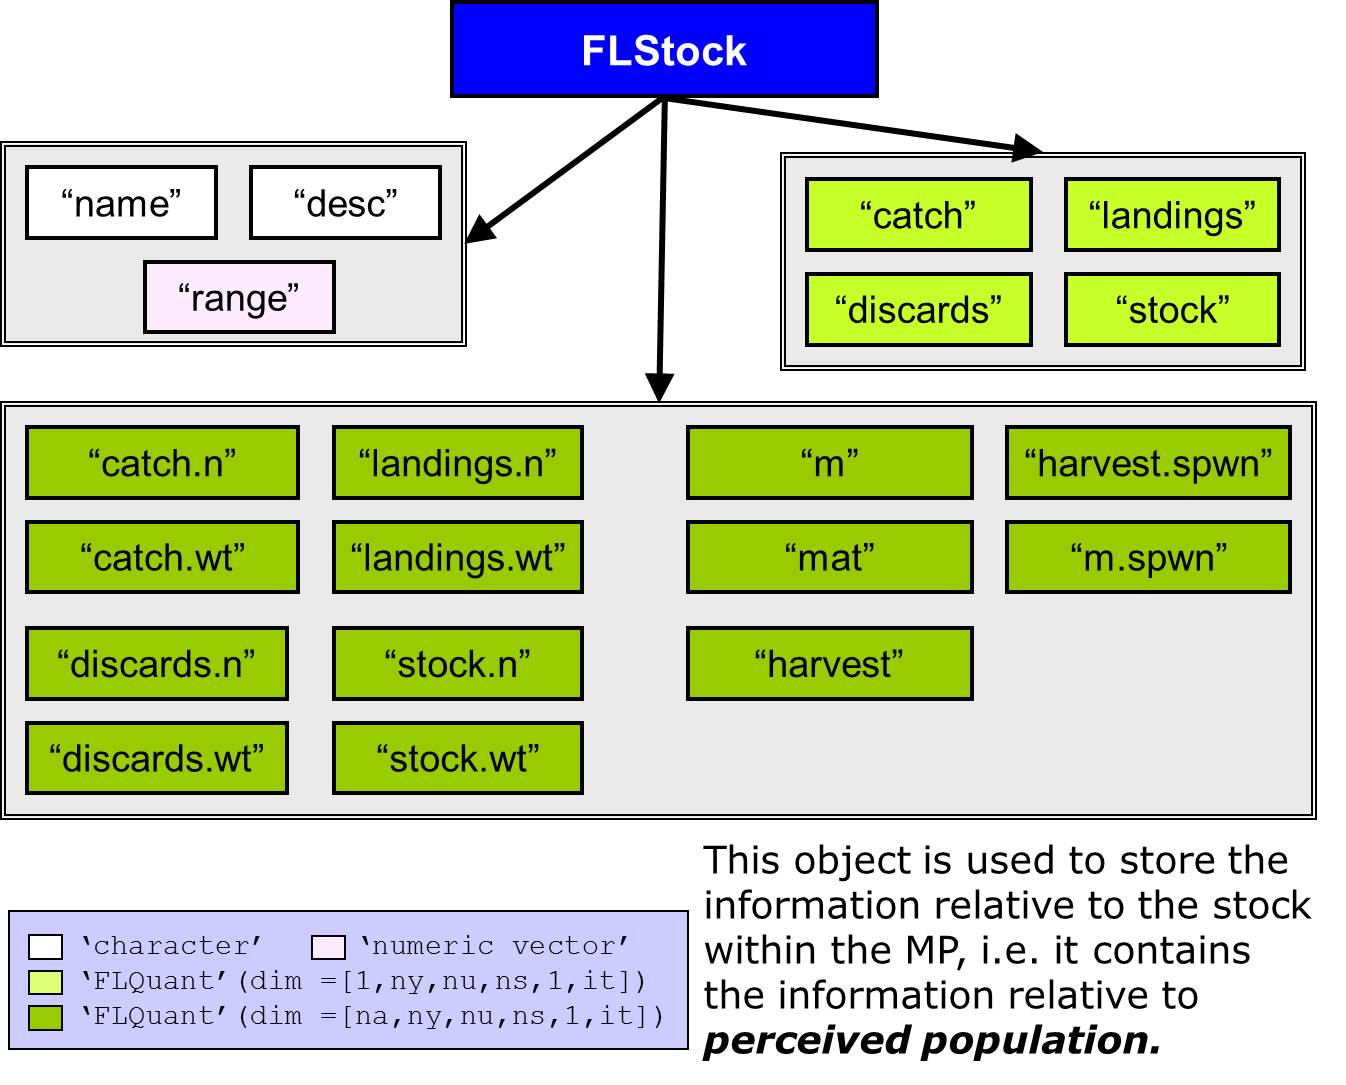 FLStock
“name” “desc”
“range”
“catch” “landings”
“discards” “stock”
“catch.n” “landings.n” “m” “harvest.spwn”
“catch.wt” “landings.wt” “mat” “m.spwn”
“discards.n” “stock.n” “harvest”
“discards.wt” “stock.wt”
‘character’ ‘numeric vector’
‘FLQuant’(dim =[1,ny,nu,ns,1,it])
‘FLQuant’(dim =[na,ny,nu,ns,1,it])
This object is used to store the
information relative to the stock
within the MP, i.e. it contains
the information relative to
perceived population.